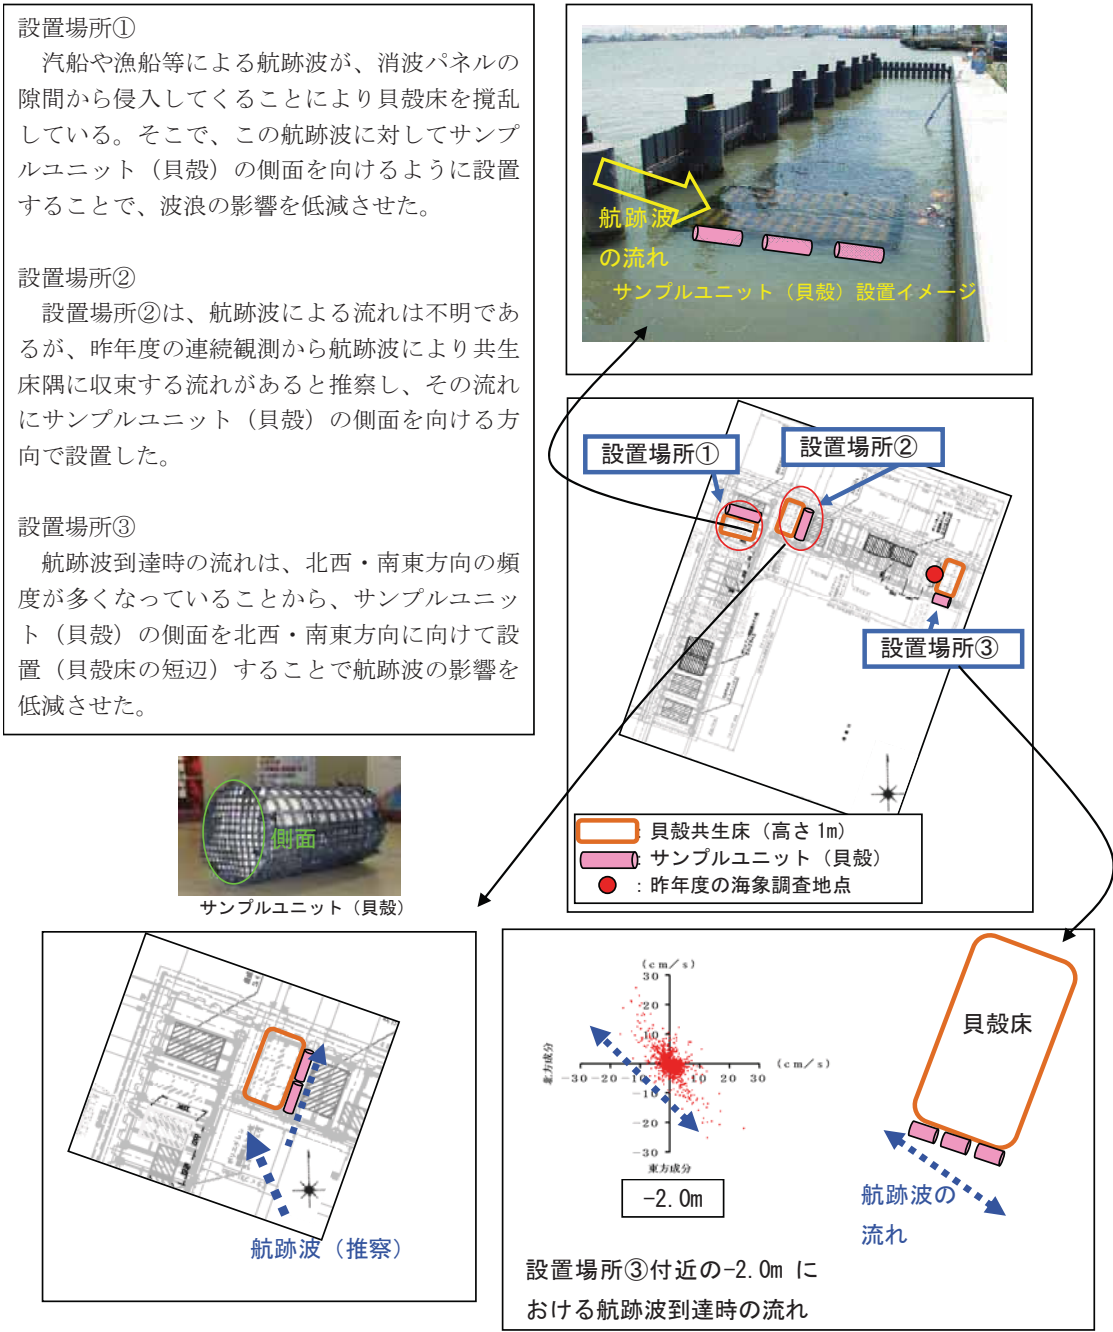 設置場所①
汽船や漁船等による航跡波が、消波パネルの
隙間から侵入してくることにより貝殻床を撹乱
している。そこで、この航跡波に対してサンプ
ルユニット（貝殻）の側面を向けるように設置
することで、波浪の影響を低減させた。
設置場所②
設置場所②は、航跡波による流れは不明であ
るが、昨年度の連続観測から航跡波により共生
床隅に収束する流れがあると推察し、その流れ
にサンプルユニット（貝殻）の側面を向ける方
向で設置した。
設置場所③
航跡波到達時の流れは、北西・南東方向の頻
度が多くなっていることから、サンプルユニッ
ト（貝殻）の側面を北西・南東方向に向けて設
置（貝殻床の短辺）することで航跡波の影響を
低減させた。
航跡波
の流れ
サンプルユニット（貝殻）設置イメージ
設置場所①
設置場所②
設置場所③
：貝殻共生床（高さ 1m）
：サンプルユニット（貝殻）
：昨年度の海象調査地点
側面
サンプルユニット（貝殻）
航跡波（推察）
(cm/s)
30
20
10
-30 -20 -10
10 20 30
(cm/s)
-10
-20
-30
北方成分
東方成分
-2.0m
貝殻床
航跡波の
流れ
設置場所③付近の-2.0m に
おける航跡波到達時の流れ